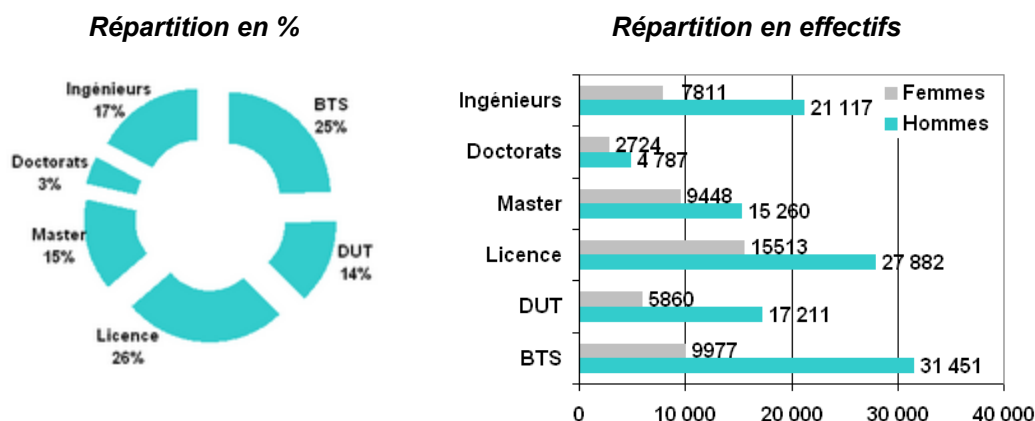 Répartition en %
Répartition en effectifs
Ingénieurs
17%
BTS
25%
Doctorats
3%
Master
15%
DUT
14%
Licence
26%
Femmes
Hommes
Ingénieurs
7811
21 117
Doctorats
2724
4 787
Master
9448
15 260
Licence
15513
27 882
DUT
5860
17 211
BTS
9977
31 451
0 10 000 20 000 30 000 40 000